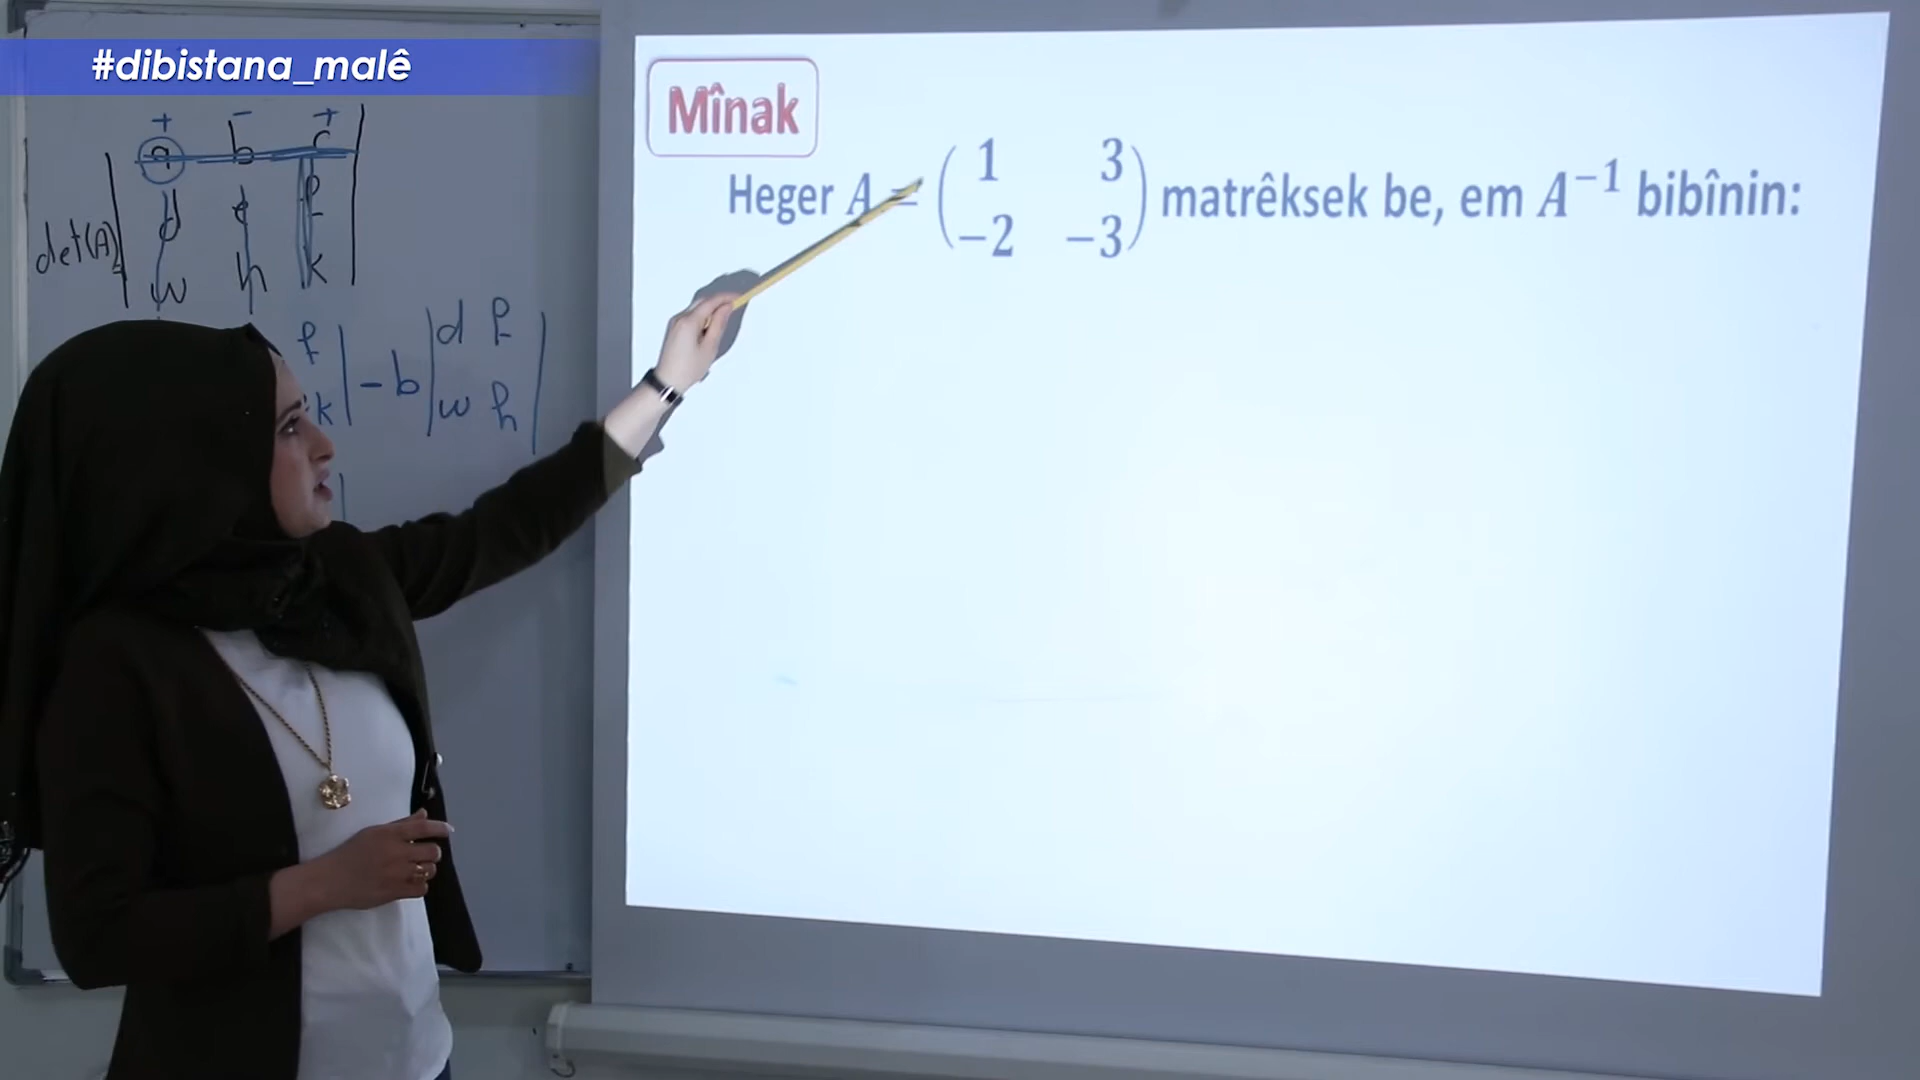 #dibistana_malê
+ - +
a b c
d e f
det(A)
w h k
f
k
- b
d f
w h
Mînak
Heger A = ( 1 3 -2 -3 ) matrêksek be, em A⁻¹ bibînin: